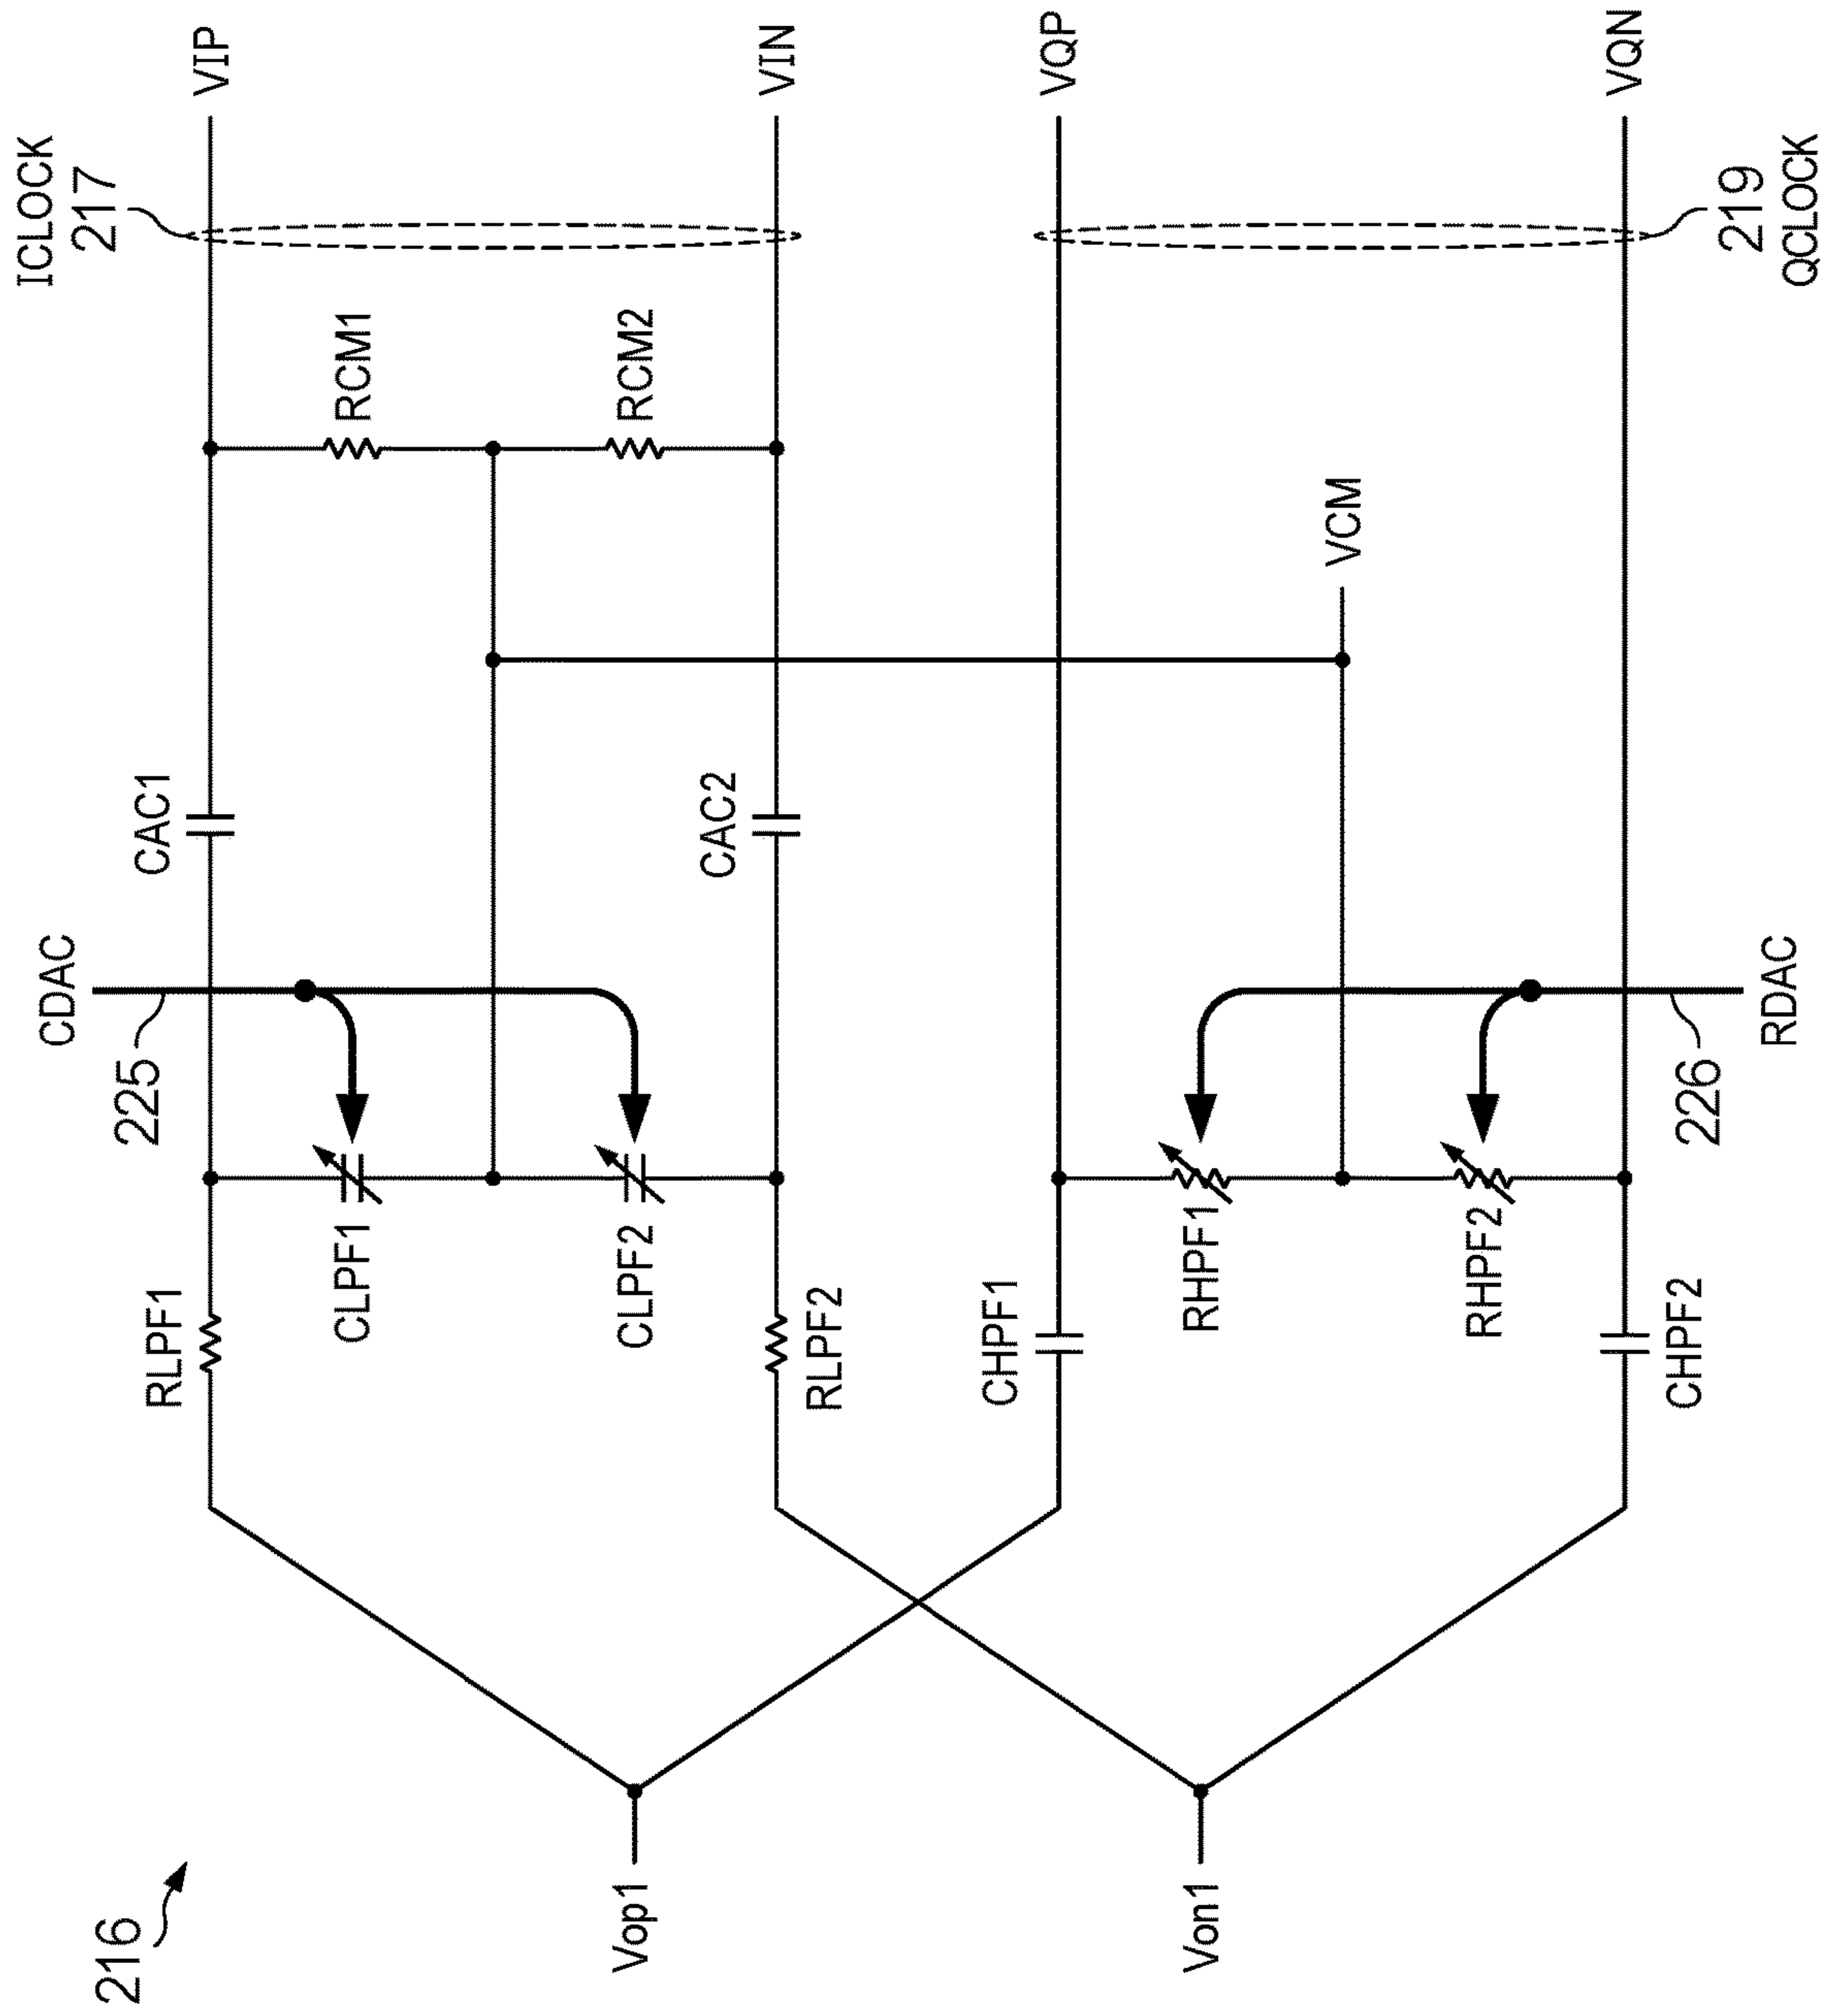 216
Vop1
Von1
RLPF1
CLPF1
CLPF2
RLPF2
CHPF1
RHPF1
RHPF2
CHPF2
225
CDAC
226
RDAC
CAC1
CAC2
VCM
RCM1
RCM2
ICLOCK
217
219
QCLOCK
VIP
VIN
VQP
VQN